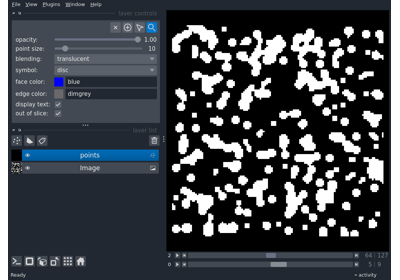 File View Plugins Window Help
layer controls
opacity: 1.00
point size: 10
blending: translucent
symbol: disc
face color: blue
edge color: dimgrey
display text:
out of slice:
layer list
points
Image
2 64 127
0 5 9
activity